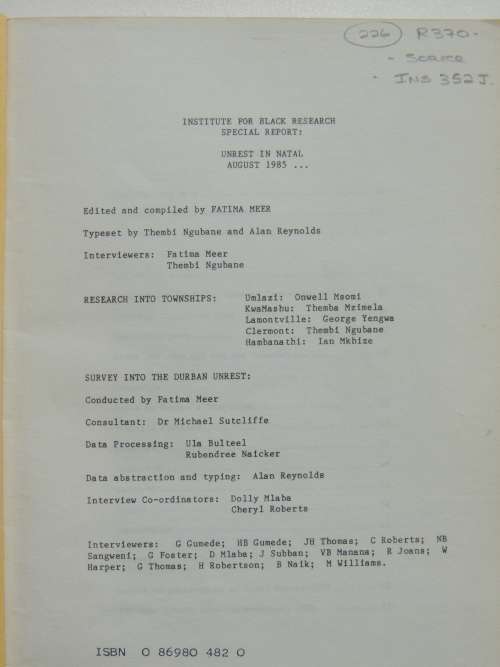 226 R370-
- Scarce
- INS 352 J.
INSTITUTE FOR BLACK RESEARCH
SPECIAL REPORT:
UNREST IN NATAL
AUGUST 1985 ...
Edited and compiled by FATIMA MEER
Typeset by Thembi Ngubane and Alan Reynolds
Interviewers: Fatima Meer
Thembi Ngubane
RESEARCH INTO TOWNSHIPS: Umlazi: Onwell Msomi
KwaMashu: Themba Mzimela
Lamontville: George Yengwa
Clermont: Thembi Ngubane
Hambanathi: Ian Mkhize
SURVEY INTO THE DURBAN UNREST:
Conducted by Fatima Meer
Consultant: Dr Michael Sutcliffe
Data Processing: Ula Bulteel
Rubendree Naicker
Data abstraction and typing: Alan Reynolds
Interview Co-ordinators: Dolly Mlaba
Cheryl Roberts
Interviewers: G Gumede; HB Gumede; JH Thomas; C Roberts; NB
Sangweni; G Foster; D Mlaba; J Subban; VB Manana; R Joans; W
Harper; G Thomas; H Robertson; B Naik; M Williams.
ISBN 0 86980 482 0